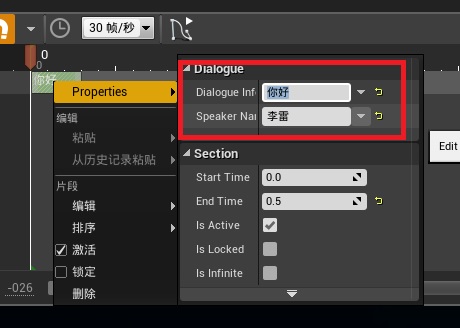 30 帧/秒
0
你好
Properties
编辑
粘贴
从历史记录粘贴
片段
编辑
排序
激活
锁定
删除
Dialogue
Dialogue Inf
你好
Speaker Na
李雷
Section
Start Time
0.0
End Time
0.5
Is Active
Is Locked
Is Infinite
Edit
-026